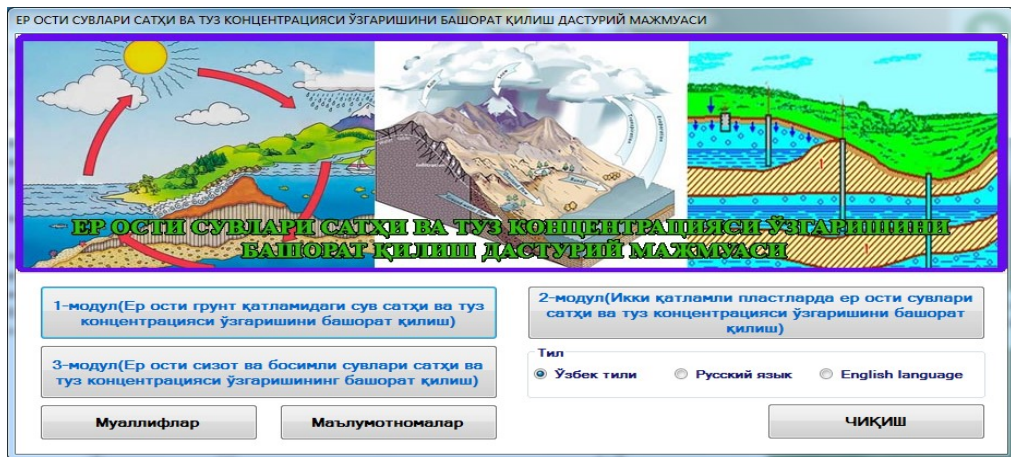 ЕР ОСТИ СУВЛАРИ САТҲИ ВА ТУЗ КОНЦЕНТРАЦИЯСИ ЎЗГАРИШИНИ БАШОРАТ ҚИЛИШ ДАСТУРИЙ МАЖМУАСИ
ЕР ОСТИ СУВЛАРИ САТҲИ ВА ТУЗ КОНЦЕНТРАЦИЯСИ ЎЗГАРИШИНИ
БАШОРАТ ҚИЛИШ ДАСТУРИЙ МАЖМУАСИ
1-модул(Ер ости грунт қатламидаги сув сатҳи ва туз
концентрацияси ўзгаришини башорат қилиш)
2-модул(Икки қатламли пластларда ер ости сувлари
сатҳи ва туз концентрацияси ўзгаришини башорат
қилиш)
3-модул(Ер ости сизот ва босимли сувлари сатҳи ва
туз концентрацияси ўзгаришининг башорат қилиш)
Тил
Ўзбек тили
Русский язык
English language
Муаллифлар
Маълумотномалар
ЧИҚИШ